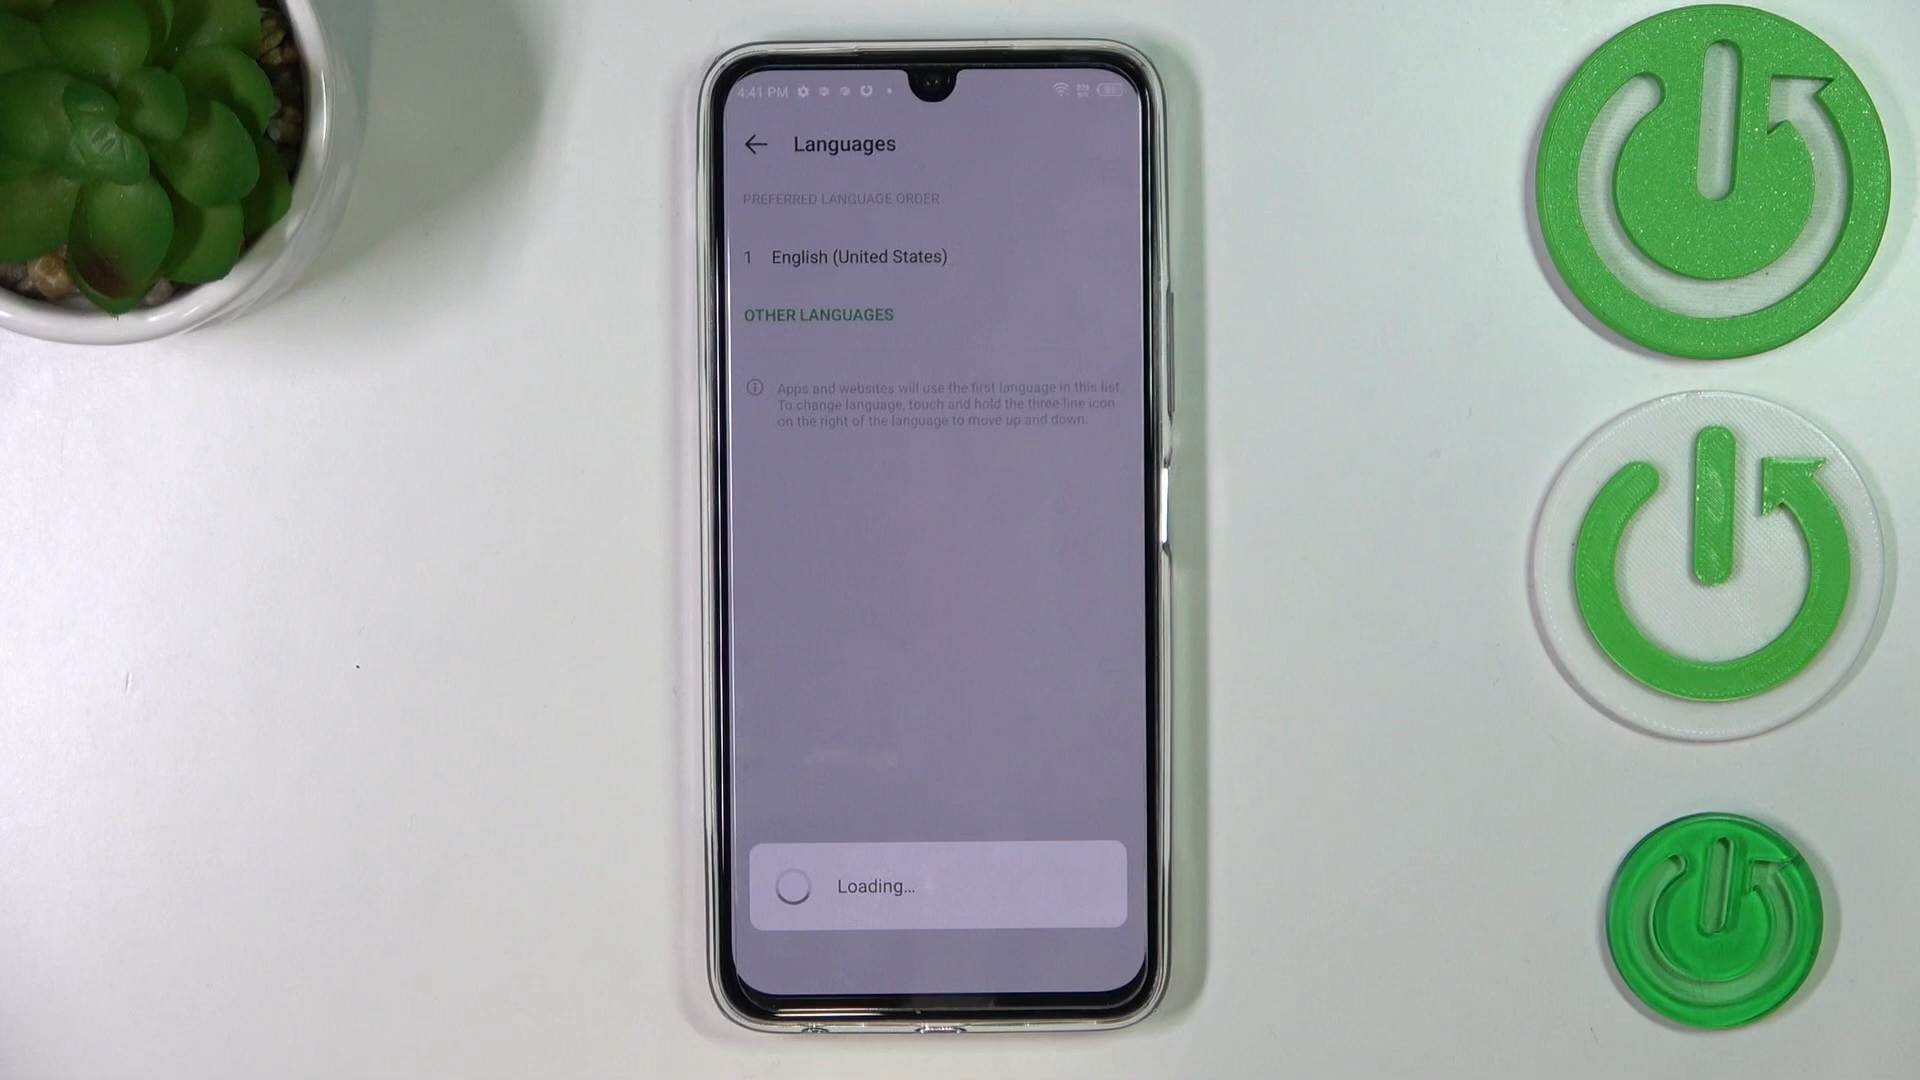 4:41 PM
Languages
PREFERRED LANGUAGE ORDER
1 English (United States)
OTHER LANGUAGES
Apps and websites will use the first language in this list.
To change language, touch and hold the three-line icon
on the right of the language to move up and down.
Loading...